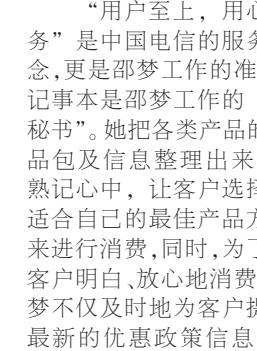 “用户至上，用心
务”是中国电信的服务
念,更是邵梦工作的准
记事本是邵梦工作的
秘书”。她把各类产品的
品包及信息整理出来
熟记心中，让客户选择
适合自己的最佳产品方
来进行消费,同时,为了
客户明白、放心地消费
梦不仅及时地为客户提
最新的优惠政策信息